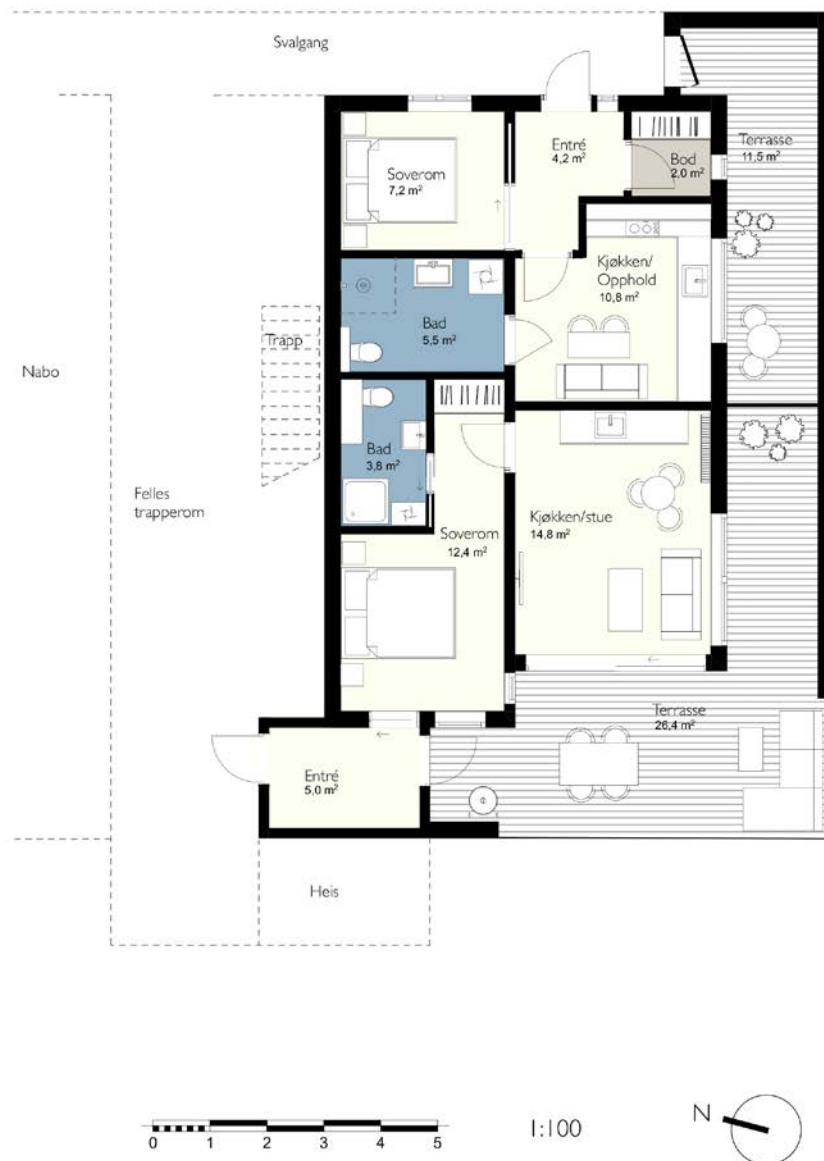 Svalgang
Terrasse
11,5 m²
Entré
4,2 m²
Bod
2,0 m²
Soverom
7,2 m²
Kjøkken/
Opphold
10,8 m²
Bad
5,5 m²
Trapp
Nabo
Bad
3,8 m²
Felles
trapperom
Soverom
12,4 m²
Kjøkken/stue
14,8 m²
Terrasse
26,4 m²
Entré
5,0 m²
Heis
0 1 2 3 4 5
1:100
N